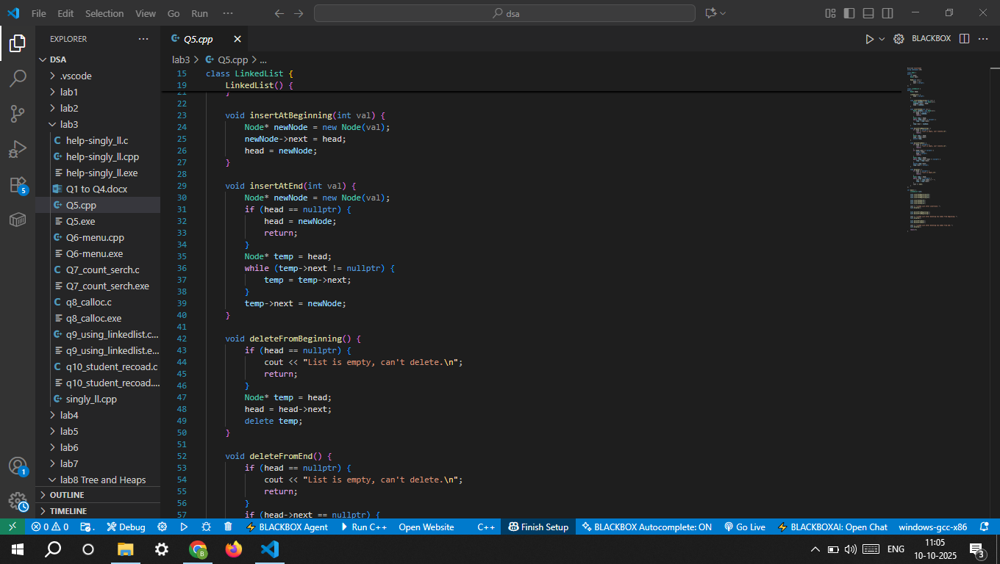 File Edit Selection View Go Run ··· dsa
EXPLORER ···
Q5.cpp
BLACKBOX ···
DSA
.vscode
lab1
lab2
lab3
help-singly_ll.c
help-singly_ll.cpp
help-singly_ll.exe
Q1 to Q4.docx
Q5.cpp
Q5.exe
Q6-menu.cpp
Q6-menu.exe
Q7_count_serch.c
Q7_count_serch.exe
q8_calloc.c
q8_calloc.exe
q9_using_linkedlist.c...
q9_using_linkedlist.e...
q10_student_recoad.c
q10_student_recoad....
singly_ll.cpp
lab4
lab5
lab6
lab7
lab8 Tree and Heaps
OUTLINE
TIMELINE
5
1
lab3 > Q5.cpp > ...
15 class LinkedList {
19 LinkedList() {
21 }
22
23 void insertAtBeginning(int val) {
24 Node* newNode = new Node(val);
25 newNode->next = head;
26 head = newNode;
27 }
28
29 void insertAtEnd(int val) {
30 Node* newNode = new Node(val);
31 if (head == nullptr) {
32 head = newNode;
33 return;
34 }
35 Node* temp = head;
36 while (temp->next != nullptr) {
37 temp = temp->next;
38 }
39 temp->next = newNode;
40 }
41
42 void deleteFromBeginning() {
43 if (head == nullptr) {
44 cout << "List is empty, can't delete.\n";
45 return;
46 }
47 Node* temp = head;
48 head = head->next;
49 delete temp;
50 }
51
52 void deleteFromEnd() {
53 if (head == nullptr) {
54 cout << "List is empty, can't delete.\n";
55 return;
56 }
57 if (head->next == nullptr) {
0 0 Debug BLACKBOX Agent Run C++ Open Website C++ Finish Setup BLACKBOX Autocomplete: ON Go Live BLACKBOXAI: Open Chat windows-gcc-x86
B
ENG
11:05
10-10-2025
3